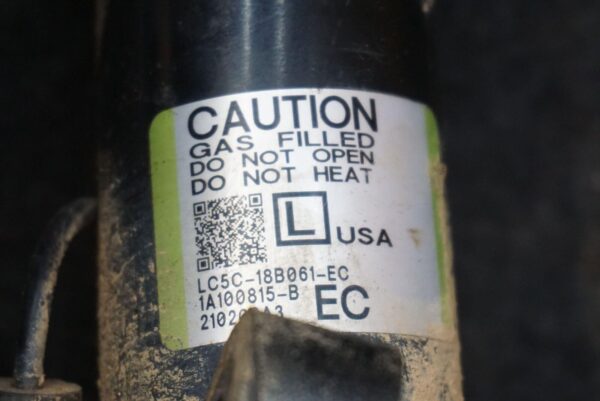 CAUTION
GAS FILLED
DO NOT OPEN
DO NOT HEAT
L USA
LC5C-18B061-EC
1A100815-B
EC